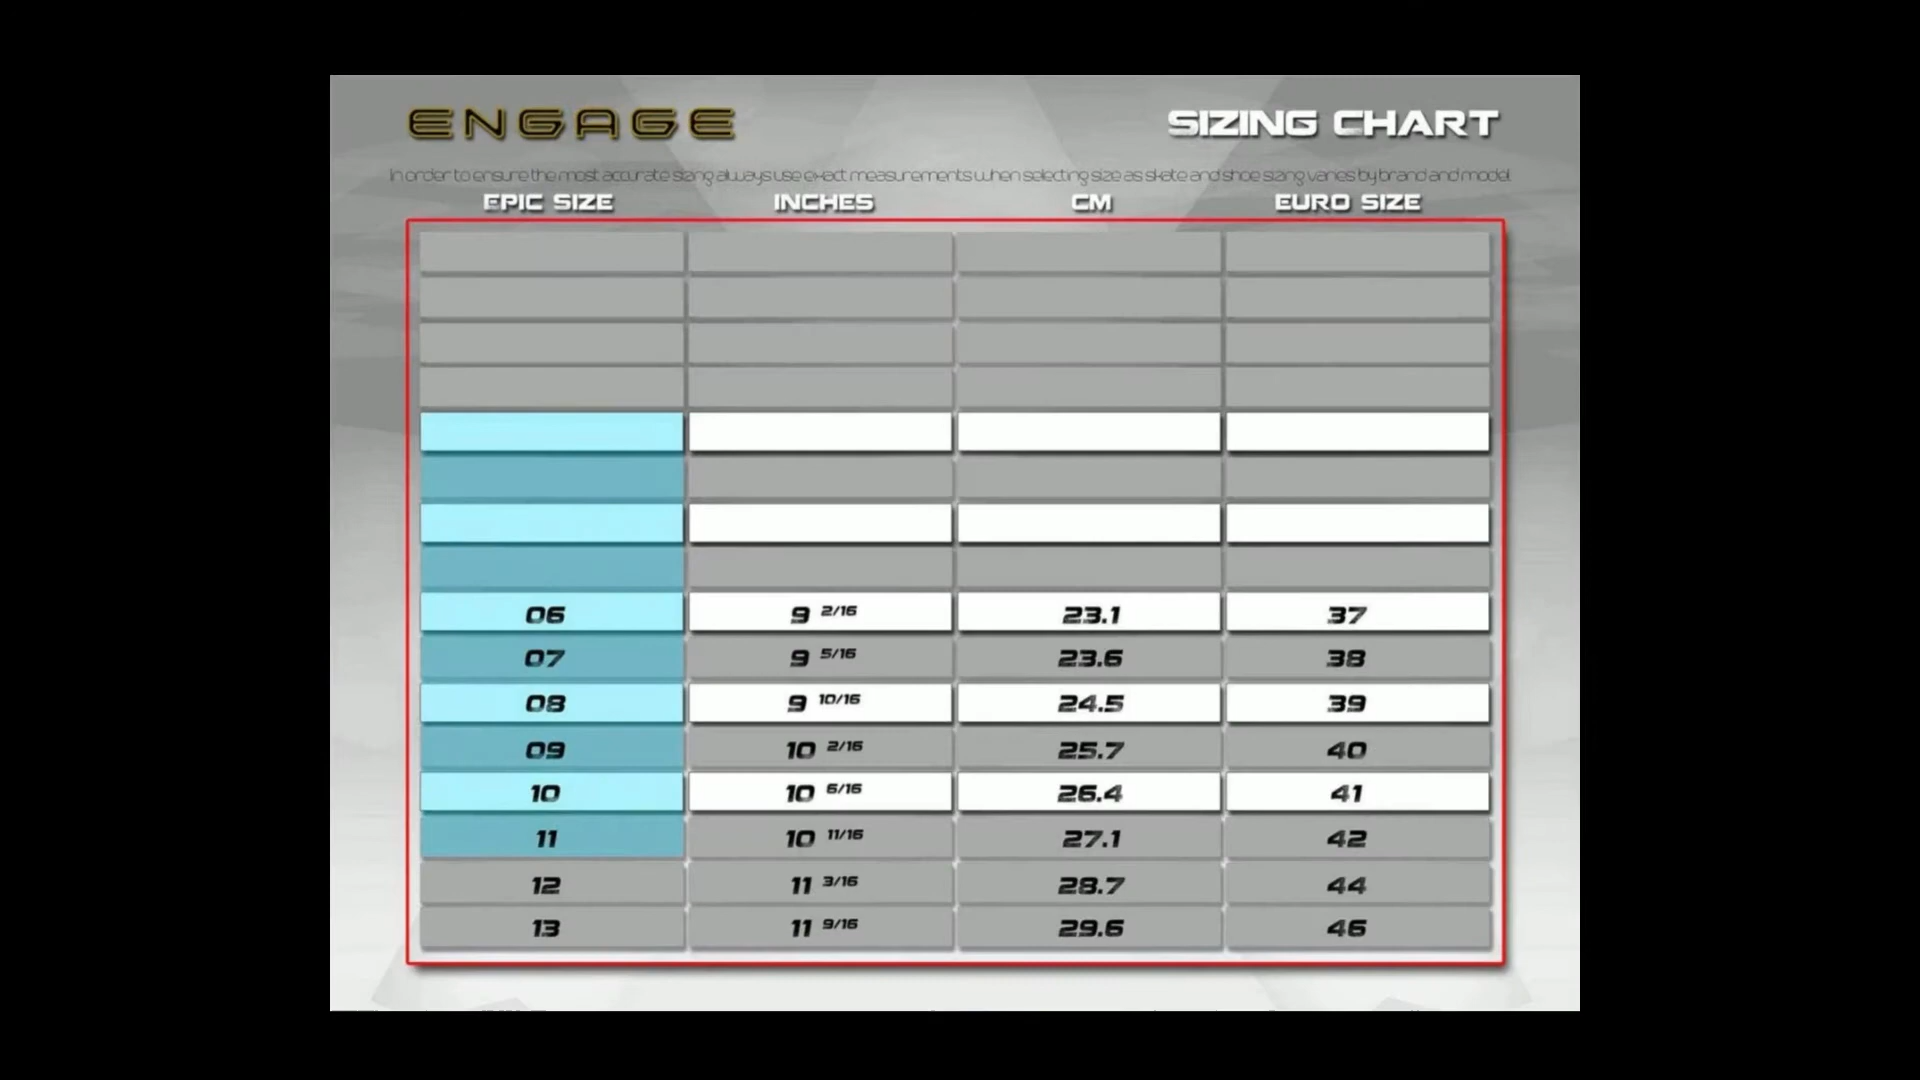 ENGAGE
SIZING CHART
In order to ensure the most accurate sizing always use exact measurements when selecting size as skate and shoe sizing varies by brand and model.
EPIC SIZE INCHES CM EURO SIZE
06 9 2/16 23.1 37
07 9 5/16 23.6 38
08 9 10/16 24.5 39
09 10 2/16 25.7 40
10 10 6/16 26.4 41
11 10 11/16 27.1 42
12 11 3/16 28.7 44
13 11 9/16 29.6 46